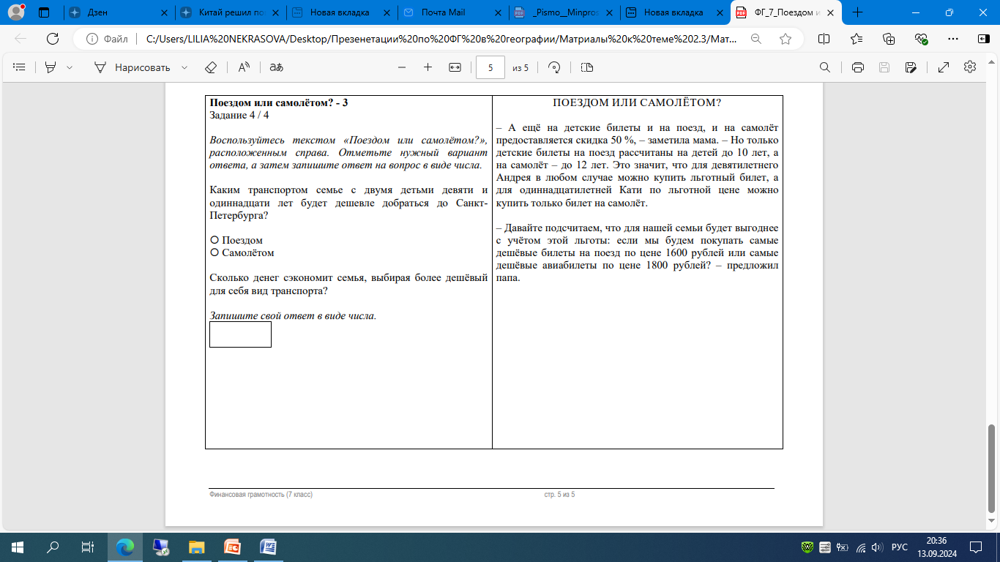 Дзен
Китай решил по
Новая вкладка
Почта Mail
_Pismo__Minpros
Новая вкладка
ФГ_7_Поездом и
Файл
C:/Users/LILIA%20NEKRASOVA/Desktop/Презенетации%20по%20ФГ%20в%20географии/Матриалы%20к%20теме%202.3/Мат...
Нарисовать
аあ
5
из 5
Поездом или самолётом? - 3
Задание 4 / 4
Воспользуйтесь текстом «Поездом или самолётом?»,
расположенным справа. Отметьте нужный вариант
ответа, а затем запишите ответ на вопрос в виде числа.
Каким транспортом семье с двумя детьми девяти и
одиннадцати лет будет дешевле добраться до Санкт-
Петербурга?
Поездом
Самолётом
Сколько денег сэкономит семья, выбирая более дешёвый
для себя вид транспорта?
Запишите свой ответ в виде числа.
ПОЕЗДОМ ИЛИ САМОЛЁТОМ?
– А ещё на детские билеты и на поезд, и на самолёт
предоставляется скидка 50 %, – заметила мама. – Но только
детские билеты на поезд рассчитаны на детей до 10 лет, а
на самолёт – до 12 лет. Это значит, что для девятилетнего
Андрея в любом случае можно купить льготный билет, а
для одиннадцатилетней Кати по льготной цене можно
купить только билет на самолёт.
– Давайте подсчитаем, что для нашей семьи будет выгоднее
с учётом этой льготы: если мы будем покупать самые
дешёвые билеты на поезд по цене 1600 рублей или самые
дешёвые авиабилеты по цене 1800 рублей? – предложил
папа.
Финансовая грамотность (7 класс)
стр. 5 из 5
РУС
20:36
13.09.2024